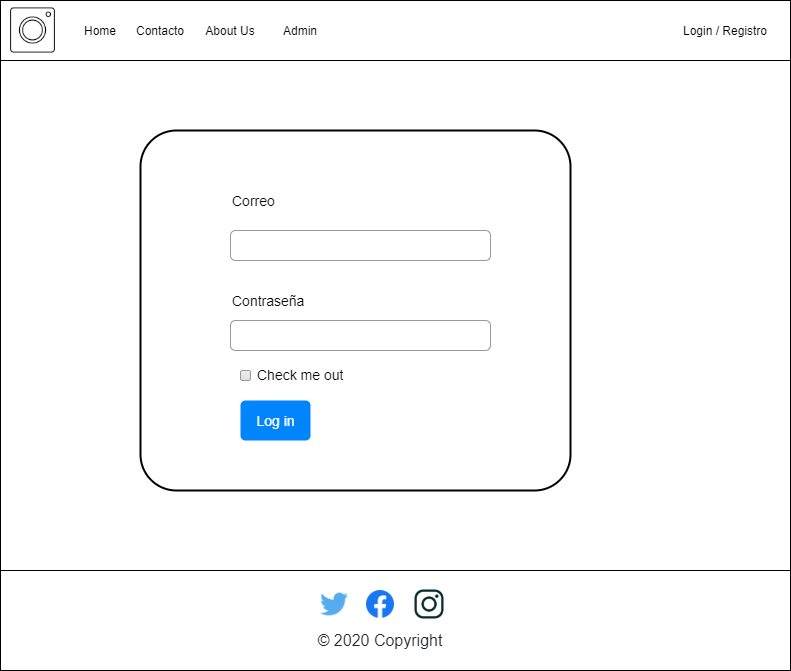 Home Contacto About Us Admin Login / Registro
Correo
Contraseña
Check me out
Log in
© 2020 Copyright